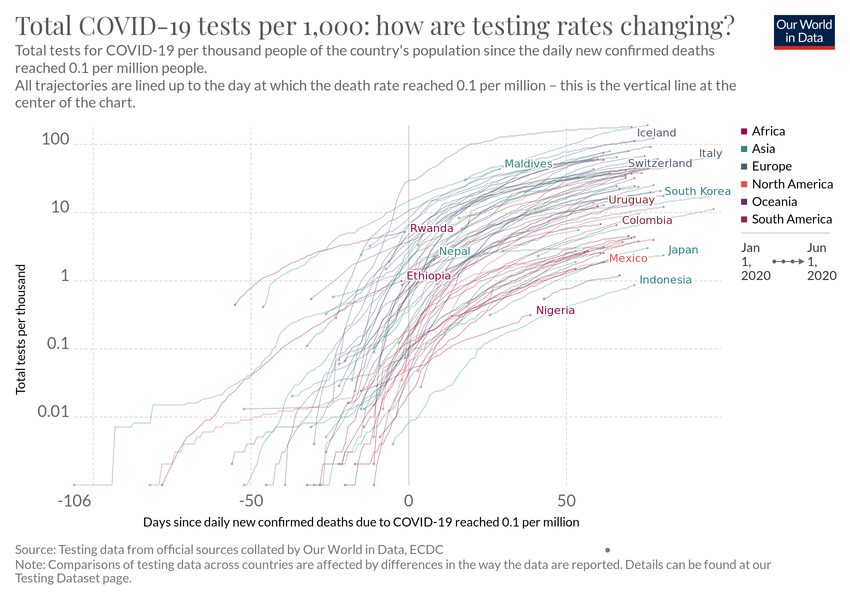 Total COVID-19 tests per 1,000: how are testing rates changing?
Our World
in Data
Total tests for COVID-19 per thousand people of the country's population since the daily new confirmed deaths
reached 0.1 per million people.
All trajectories are lined up to the day at which the death rate reached 0.1 per million – this is the vertical line at the
center of the chart.
100
10
1
0.1
0.01
Total tests per thousand
Iceland
Italy
Maldives
Switzerland
South Korea
Uruguay
Colombia
Rwanda
Nepal
Japan
Mexico
Ethiopia
Indonesia
Nigeria
Africa
Asia
Europe
North America
Oceania
South America
Jan
1,
2020
Jun
1,
2020
-106
-50
0
50
Days since daily new confirmed deaths due to COVID-19 reached 0.1 per million
Source: Testing data from official sources collated by Our World in Data, ECDC
Note: Comparisons of testing data across countries are affected by differences in the way the data are reported. Details can be found at our
Testing Dataset page.